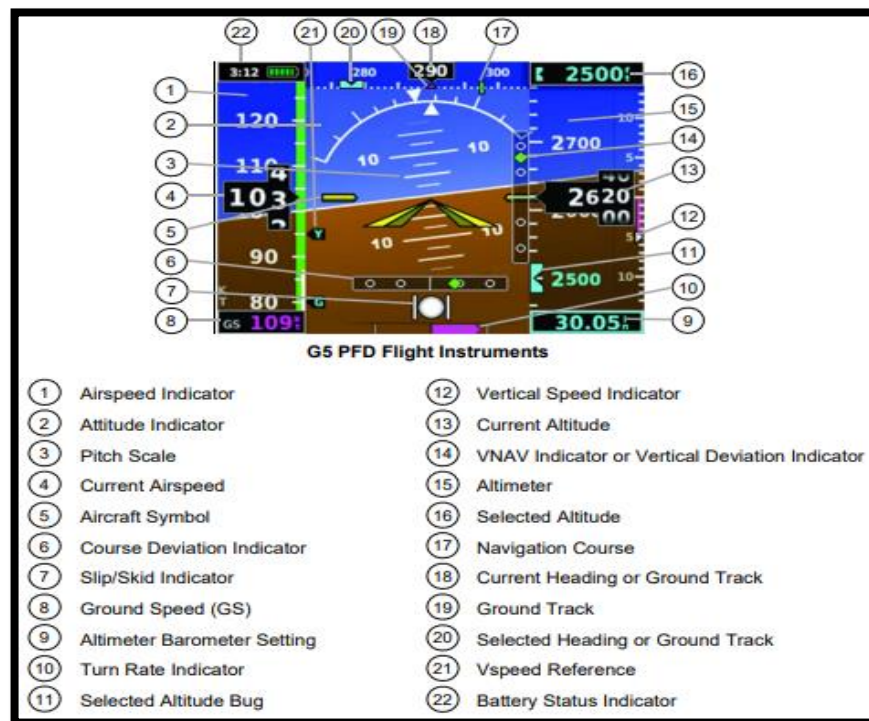 22 21 20 19 18 17
3:12 280 290 300 2500 16
1 15
120 10
2 2700 5 14
110
3 10 10
4 103 2620 13
5 12
Y 5
90 10 10 11
6 2500 10
7 10
80 G
8 GS 109 30.05 9
G5 PFD Flight Instruments
1 Airspeed Indicator
2 Attitude Indicator
3 Pitch Scale
4 Current Airspeed
5 Aircraft Symbol
6 Course Deviation Indicator
7 Slip/Skid Indicator
8 Ground Speed (GS)
9 Altimeter Barometer Setting
10 Turn Rate Indicator
11 Selected Altitude Bug
12 Vertical Speed Indicator
13 Current Altitude
14 VNAV Indicator or Vertical Deviation Indicator
15 Altimeter
16 Selected Altitude
17 Navigation Course
18 Current Heading or Ground Track
19 Ground Track
20 Selected Heading or Ground Track
21 Vspeed Reference
22 Battery Status Indicator